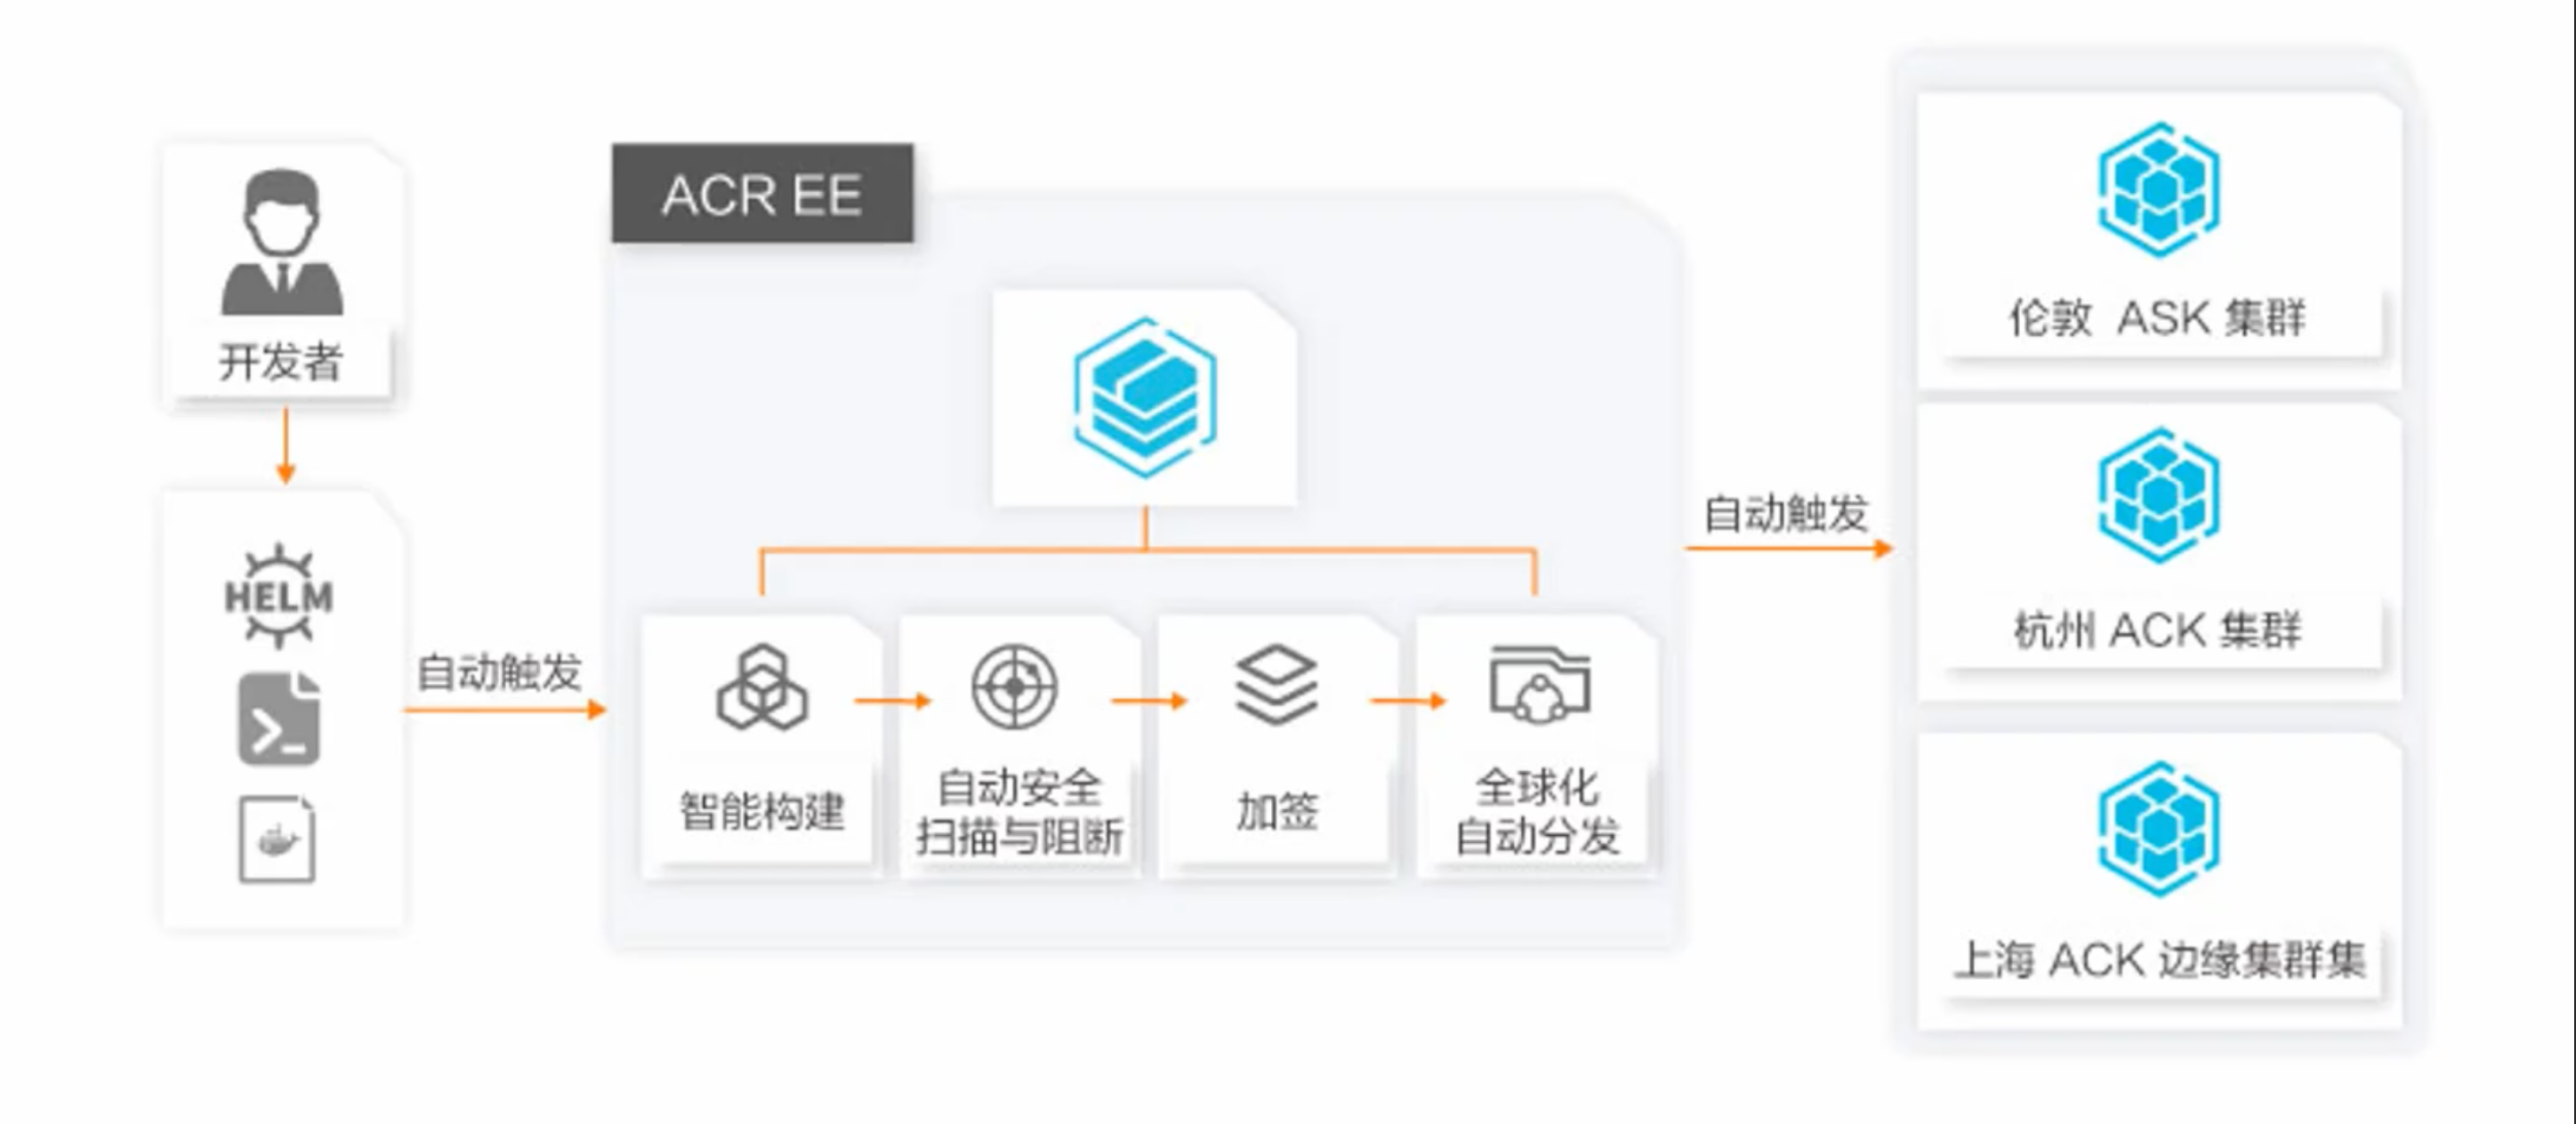 开发者
HELM
自动触发
ACR EE
智能构建
自动安全
扫描与阻断
加签
全球化
自动分发
自动触发
伦敦 ASK 集群
杭州 ACK 集群
上海 ACK 边缘集群集